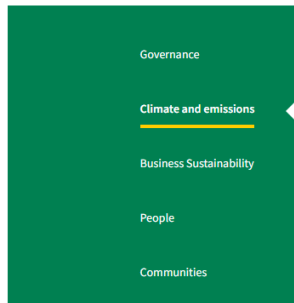 Governance
Climate and emissions
Business Sustainability
People
Communities